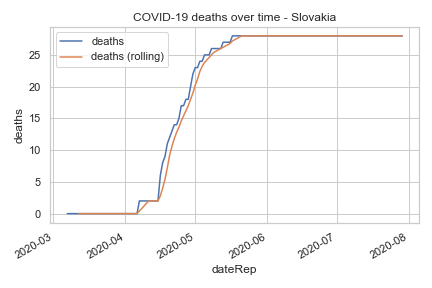 COVID-19 deaths over time - Slovakia
deaths
deaths (rolling)
deaths
25
20
15
10
5
0
2020-03
2020-04
2020-05
2020-06
2020-07
2020-08
dateRep